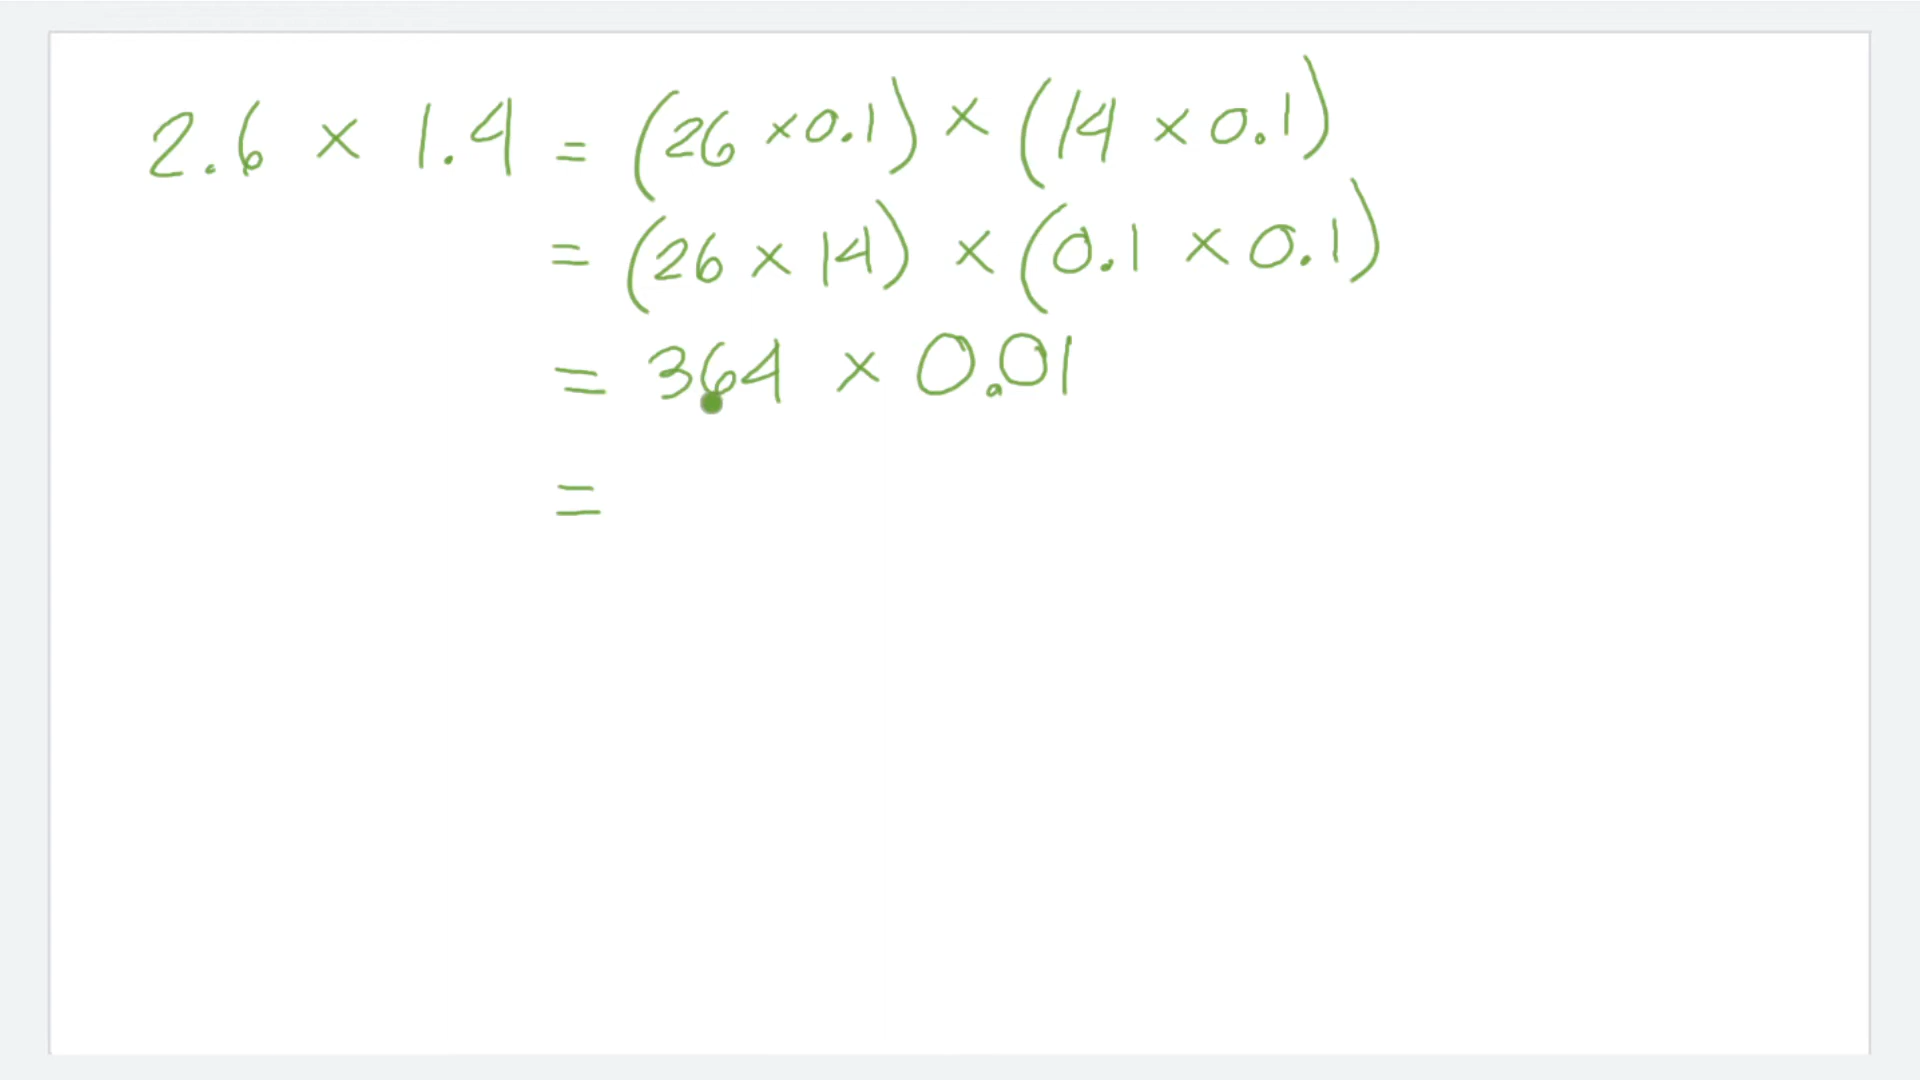 2.6 × 1.4 = (26 × 0.1) × (14 × 0.1)
= (26 × 14) × (0.1 × 0.1)
= 364 × 0.01
=